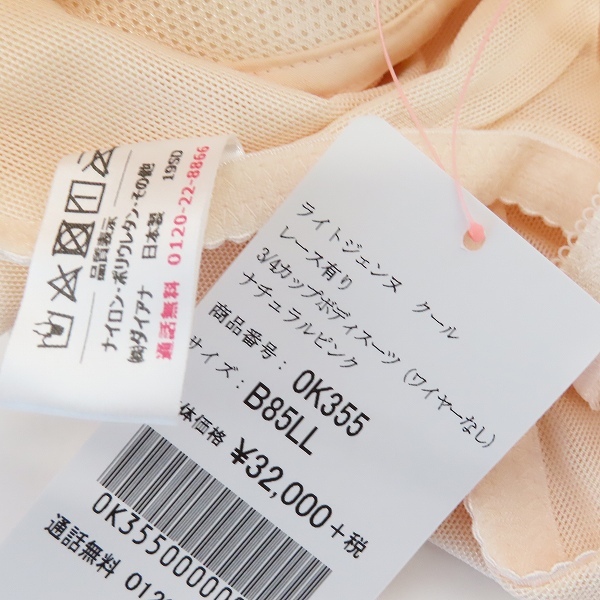 品質表示
ナイロン・ポリウレタン・その他
(株)ダイアナ 日本製 19SD
通話無料 0120-22-8866
ライトジェンヌ クール
レース有り
3/4カップボディスーツ (ワイヤーなし)
ナチュラルピンク
商品番号: 0K355
サイズ: B85LL
体価格 ¥32,000+税
0K3550000
通話無料 012